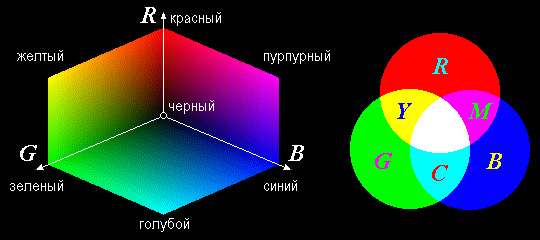 R красный
желтый
пурпурный
черный
G
B
зеленый
синий
голубой
R
Y
M
G
C
B